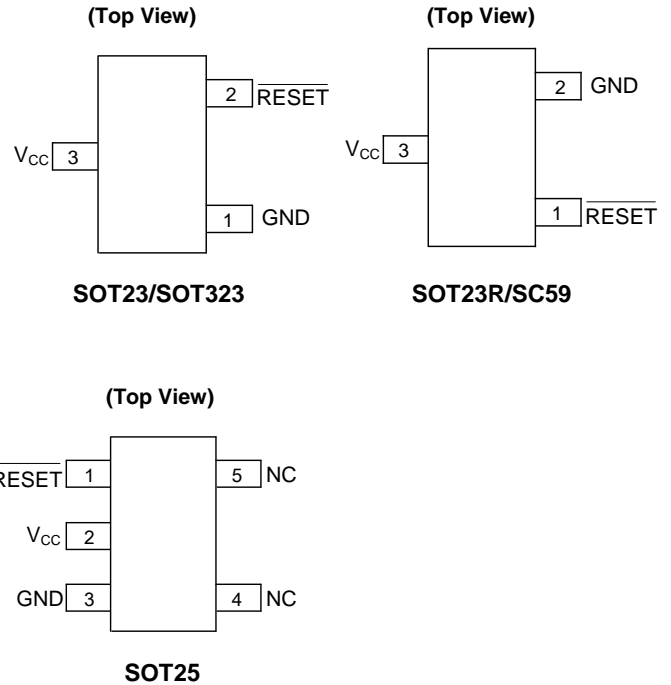 (Top View)
2 RESET
VCC 3
1 GND
SOT23/SOT323
(Top View)
2 GND
VCC 3
1 RESET
SOT23R/SC59
(Top View)
RESET 1
5 NC
VCC 2
GND 3
4 NC
SOT25